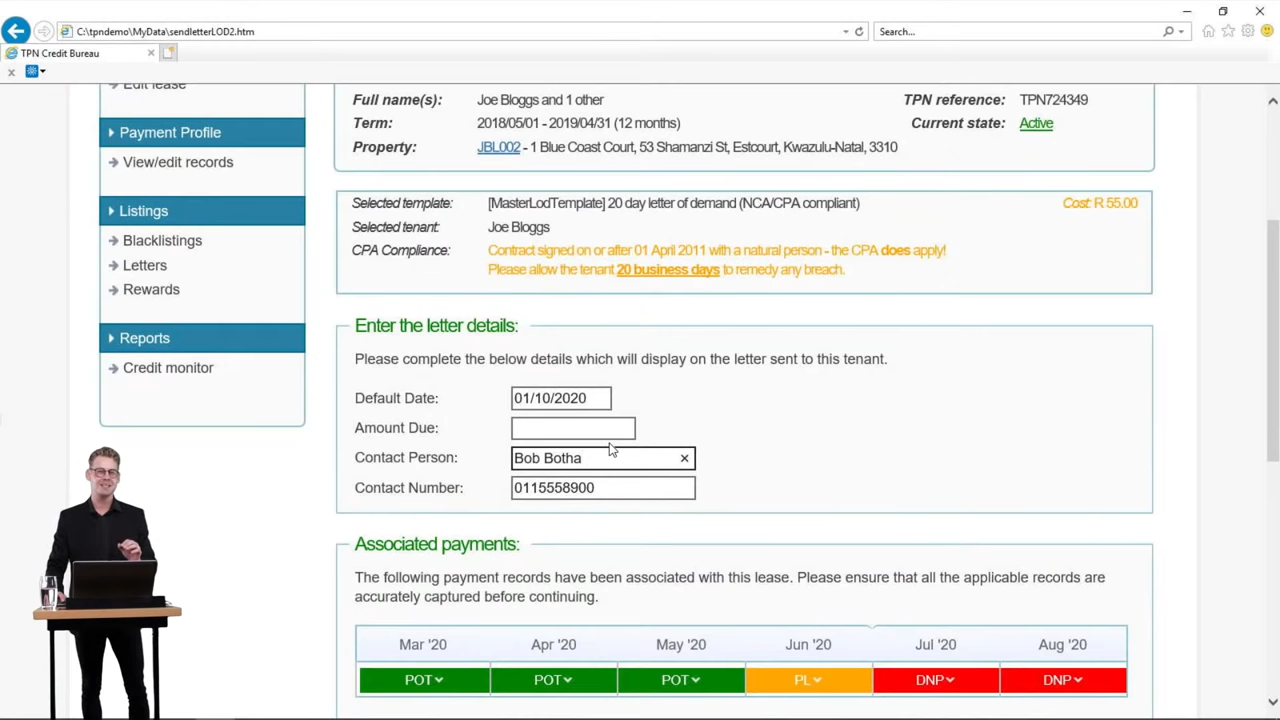 C:\tpndemo\MyData\sendletterLOD2.htm
Search...
TPN Credit Bureau
Edit lease
Payment Profile
View/edit records
Listings
Blacklistings
Letters
Rewards
Reports
Credit monitor
Full name(s): Joe Bloggs and 1 other TPN reference: TPN724349
Term: 2018/05/01 - 2019/04/31 (12 months) Current state: Active
Property: JBL002 - 1 Blue Coast Court, 53 Shamanzi St, Estcourt, Kwazulu-Natal, 3310
Selected template: [MasterLodTemplate] 20 day letter of demand (NCA/CPA compliant) Cost: R 55.00
Selected tenant: Joe Bloggs
CPA Compliance: Contract signed on or after 01 April 2011 with a natural person - the CPA does apply!
Please allow the tenant 20 business days to remedy any breach.
Enter the letter details:
Please complete the below details which will display on the letter sent to this tenant.
Default Date: 01/10/2020
Amount Due:
Contact Person: Bob Botha
Contact Number: 0115558900
Associated payments:
The following payment records have been associated with this lease. Please ensure that all the applicable records are
accurately captured before continuing.
Mar '20 Apr '20 May '20 Jun '20 Jul '20 Aug '20
POT POT POT PL DNP DNP